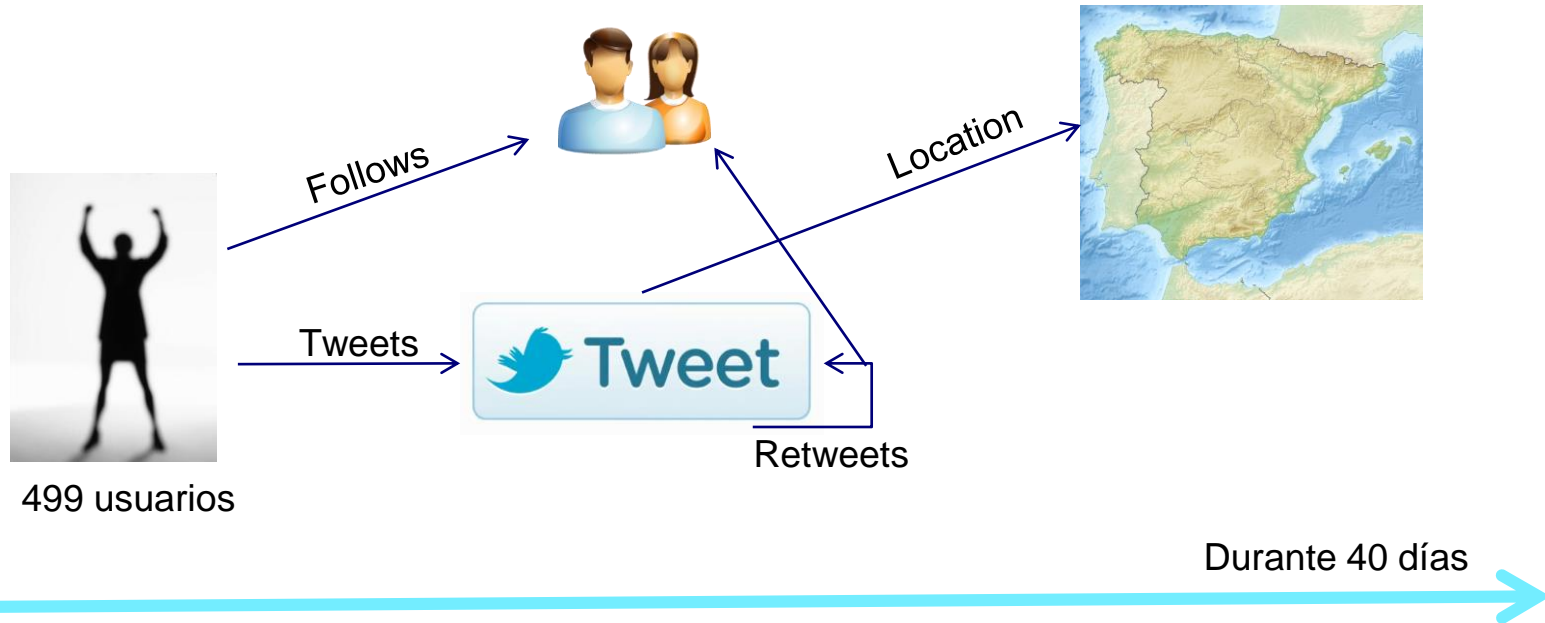 Follows
Location
Tweets
Tweet
Retweets
499 usuarios
Durante 40 días